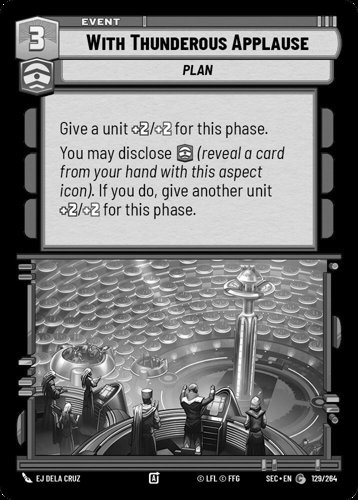 EVENT
3
WITH THUNDEROUS APPLAUSE
PLAN
Give a unit +2/+2 for this phase.
You may disclose (reveal a card
from your hand with this aspect
icon). If you do, give another unit
+2/+2 for this phase.
EJ DELA CRUZ
© LFL © FFG
SEC • EN
129/264